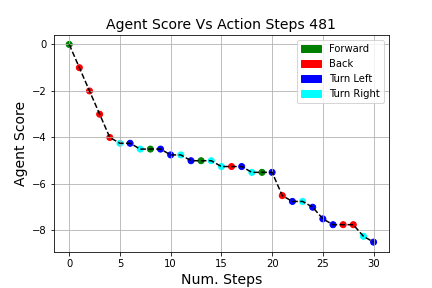 Agent Score Vs Action Steps 481
Forward
Back
Turn Left
Turn Right
Agent Score
0
−2
−4
−6
−8
0 5 10 15 20 25 30
Num. Steps